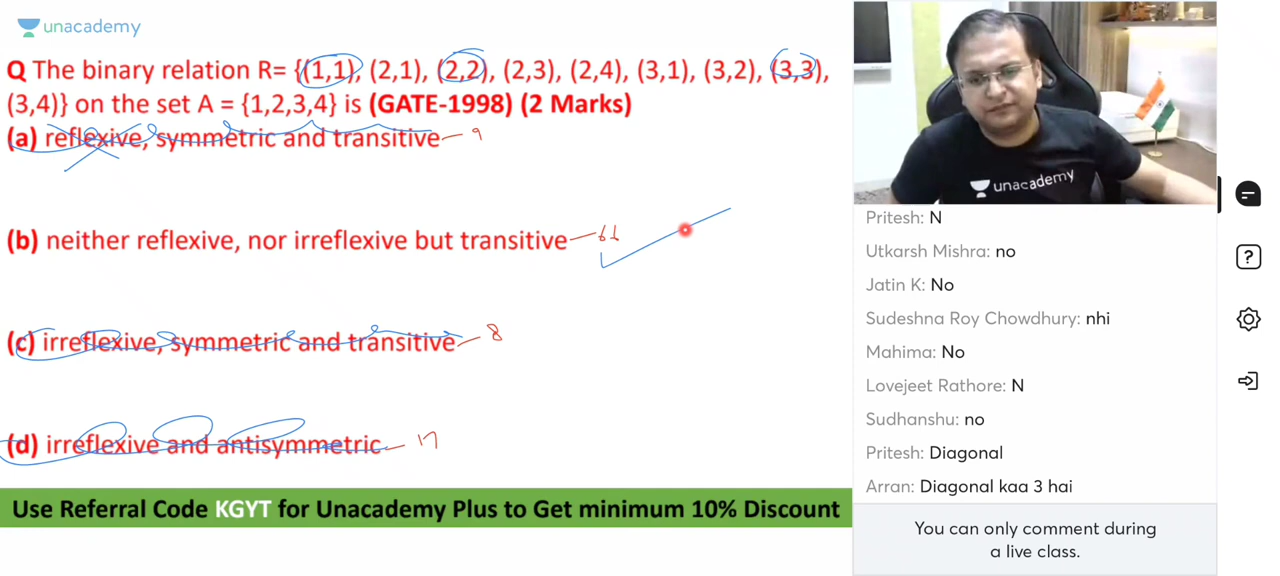 unacademy
Q The binary relation R= {(1,1), (2,1), (2,2), (2,3), (2,4), (3,1), (3,2), (3,3),
(3,4)} on the set A = {1,2,3,4} is (GATE-1998) (2 Marks)
(a) reflexive, symmetric and transitive 9
(b) neither reflexive, nor irreflexive but transitive 66
(c) irreflexive, symmetric and transitive 8
(d) irreflexive and antisymmetric 17
Use Referral Code KGYT for Unacademy Plus to Get minimum 10% Discount
unacademy
Pritesh: N
Utkarsh Mishra: no
Jatin K: No
Sudeshna Roy Chowdhury: nhi
Mahima: No
Lovejeet Rathore: N
Sudhanshu: no
Pritesh: Diagonal
Arran: Diagonal kaa 3 hai
You can only comment during
a live class.
?